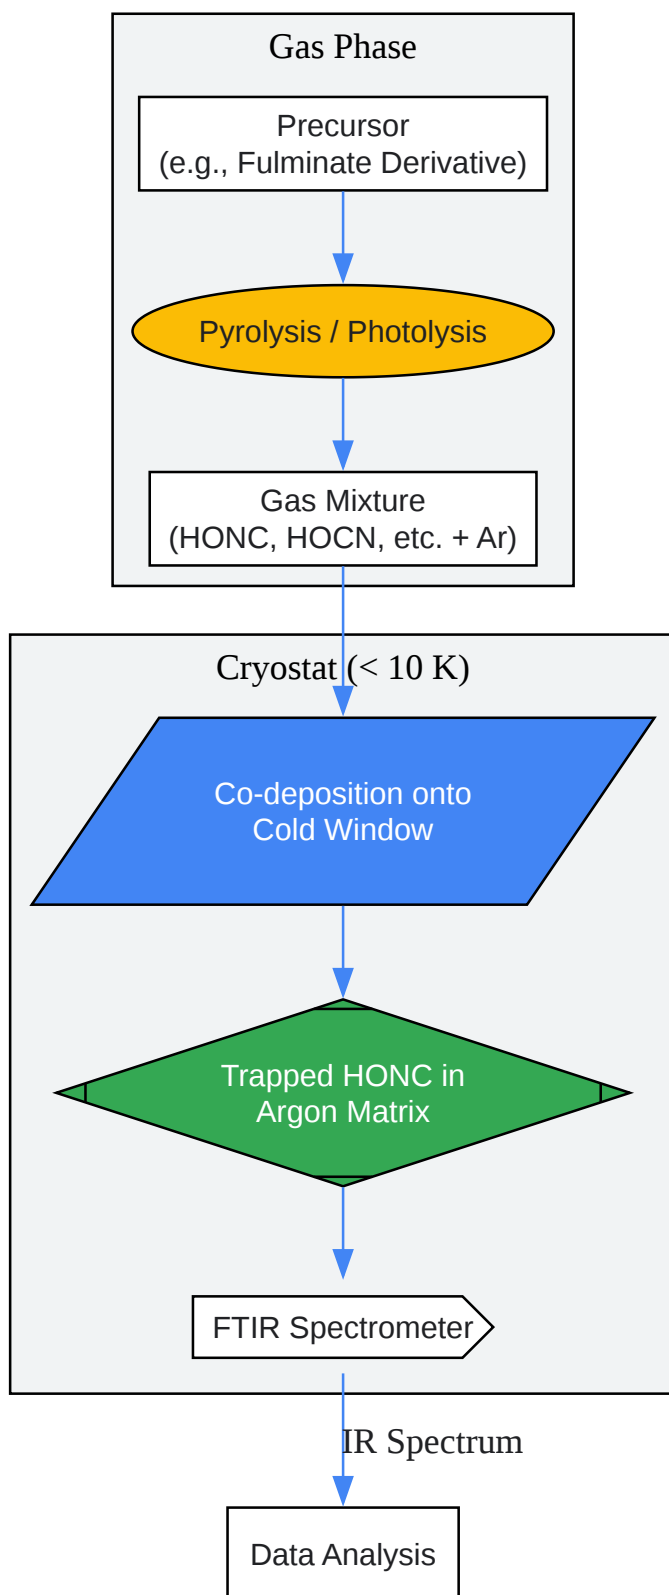 Gas Phase
Precursor
(e.g., Fulminate Derivative)
Pyrolysis / Photolysis
Gas Mixture
(HONC, HOCN, etc. + Ar)
Cryostat (< 10 K)
Co-deposition onto
Cold Window
Trapped HONC in
Argon Matrix
FTIR Spectrometer
IR Spectrum
Data Analysis